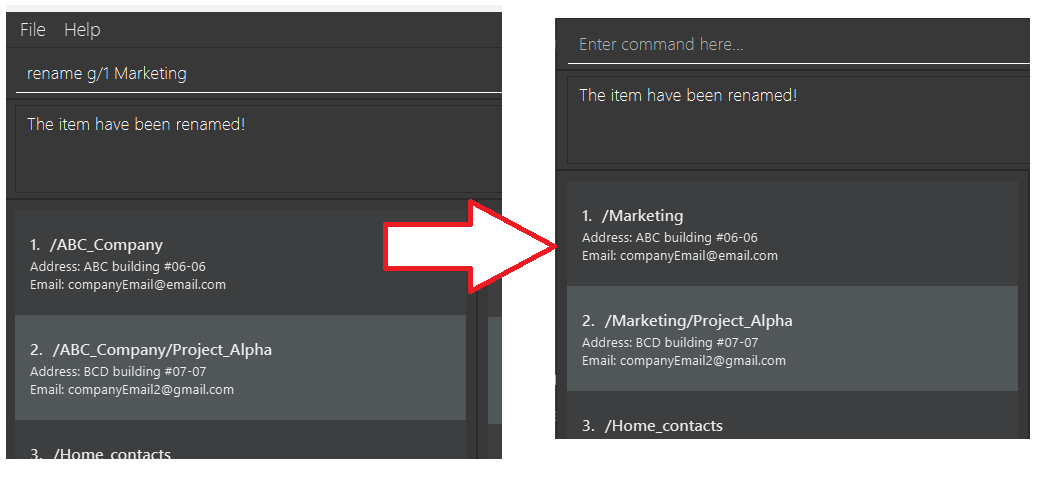 File Help
rename g/1 Marketing
The item have been renamed!
1. /ABC_Company
Address: ABC building #06-06
Email: companyEmail@email.com
2. /ABC_Company/Project_Alpha
Address: BCD building #07-07
Email: companyEmail2@gmail.com
3. /Home_contacts
Enter command here...
The item have been renamed!
1. /Marketing
Address: ABC building #06-06
Email: companyEmail@email.com
2. /Marketing/Project_Alpha
Address: BCD building #07-07
Email: companyEmail2@gmail.com
3. /Home_contacts